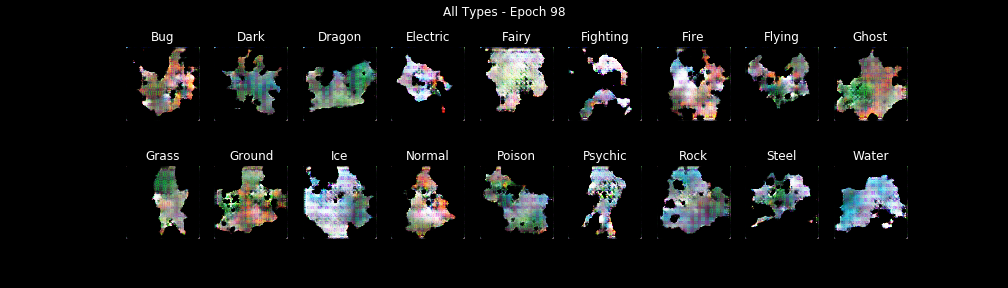 All Types - Epoch 98
Bug Dark Dragon Electric Fairy Fighting Fire Flying Ghost
Grass Ground Ice Normal Poison Psychic Rock Steel Water